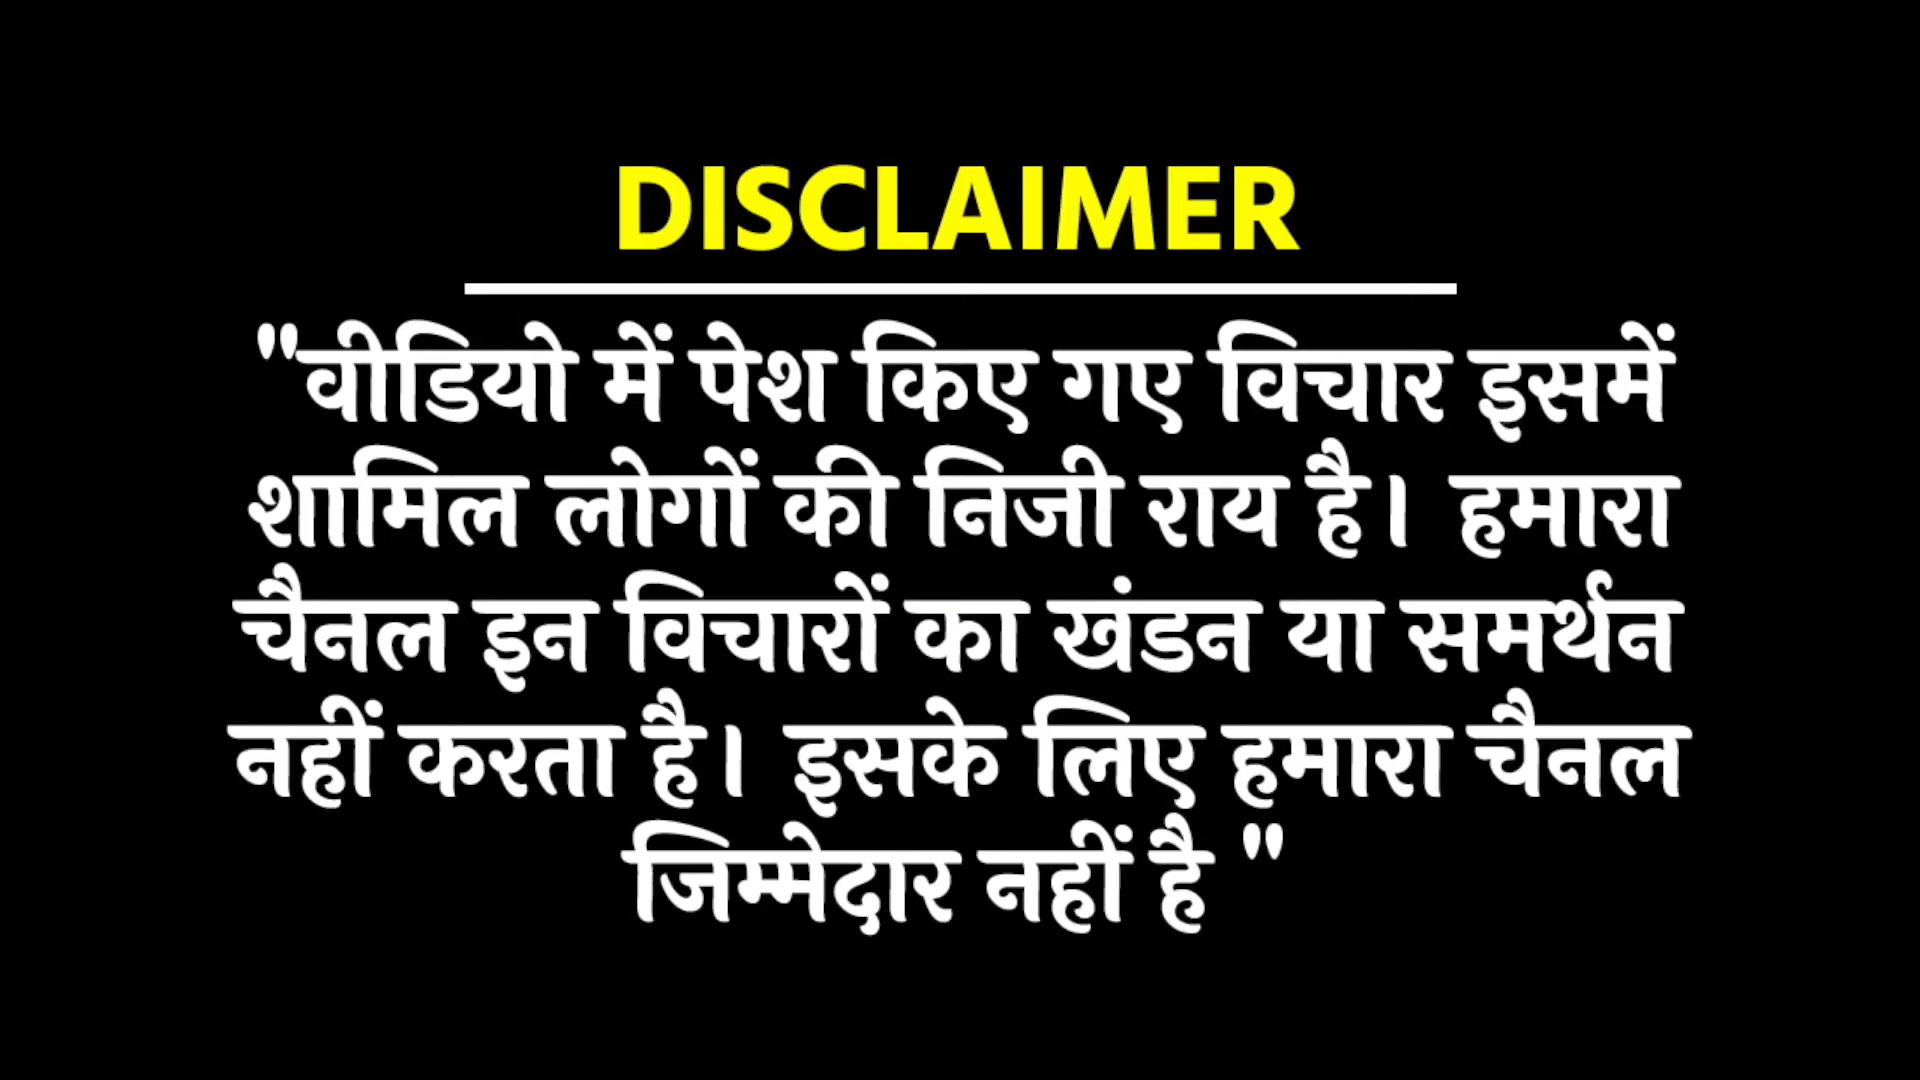 DISCLAIMER
"वीडियो में पेश किए गए विचार इसमें
शामिल लोगों की निजी राय है। हमारा
चैनल इन विचारों का खंडन या समर्थन
नहीं करता है। इसके लिए हमारा चैनल
जिम्मेदार नहीं है "